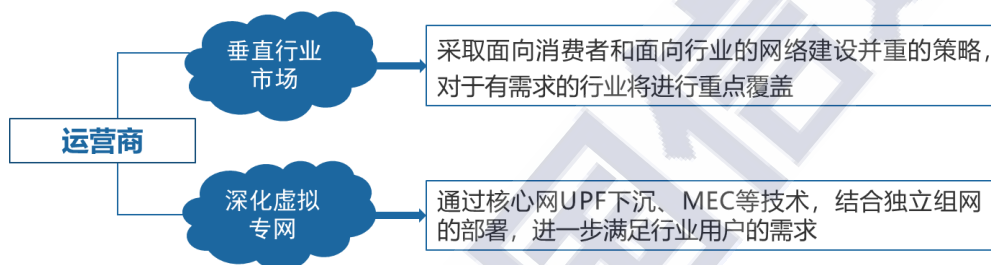 垂直行业
市场
采取面向消费者和面向行业的网络建设并重的策略，
对于有需求的行业将进行重点覆盖
运营商
深化虚拟
专网
通过核心网UPF下沉、MEC等技术，结合独立组网
的部署，进一步满足行业用户的需求